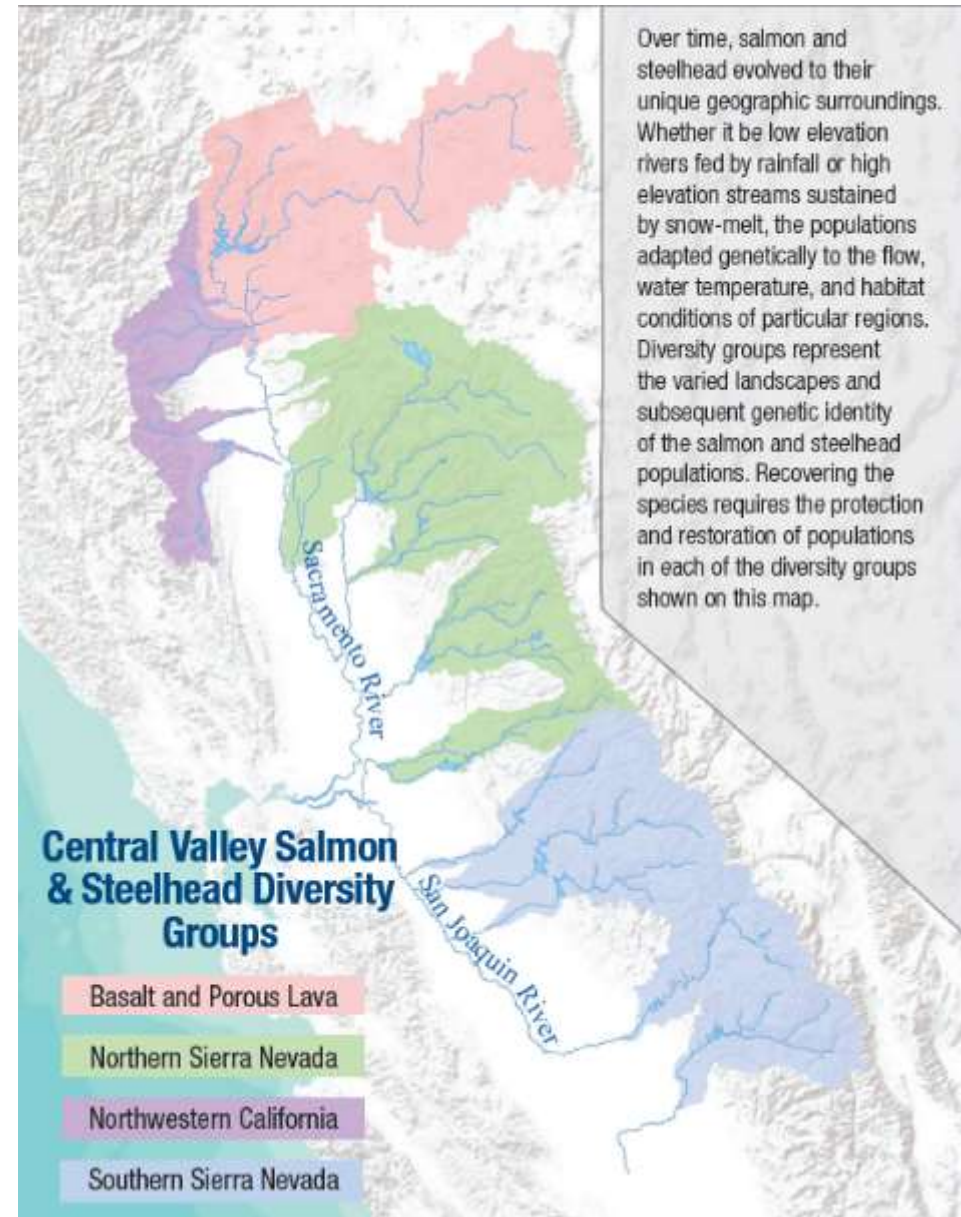 Over time, salmon and
steelhead evolved to their
unique geographic surroundings.
Whether it be low elevation
rivers fed by rainfall or high
elevation streams sustained
by snow-melt, the populations
adapted genetically to the flow,
water temperature, and habitat
conditions of particular regions.
Diversity groups represent
the varied landscapes and
subsequent genetic identity
of the salmon and steelhead
populations. Recovering the
species requires the protection
and restoration of populations
in each of the diversity groups
shown on this map.
Sacramento River
San Joaquin River
Central Valley Salmon
& Steelhead Diversity
Groups
Basalt and Porous Lava
Northern Sierra Nevada
Northwestern California
Southern Sierra Nevada